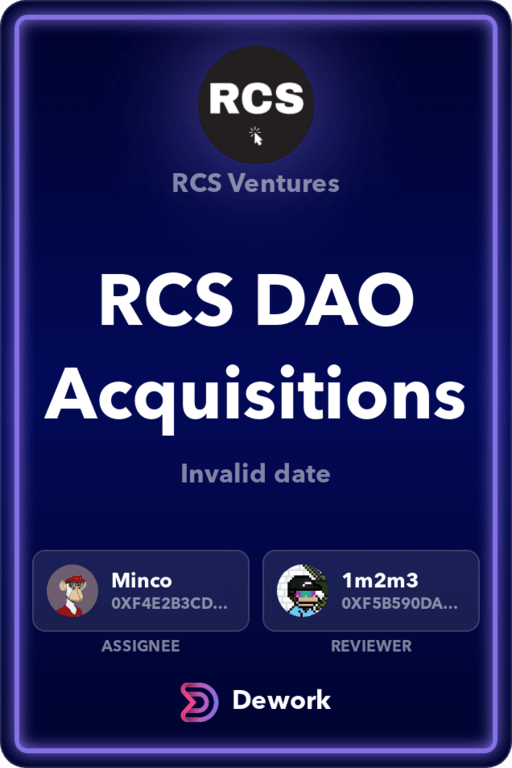 RCS
RCS Ventures
RCS DAO
Acquisitions
Invalid date
Minco
0XF4E2B3CD...
1m2m3
0XF5B590DA...
ASSIGNEE
REVIEWER
Dework